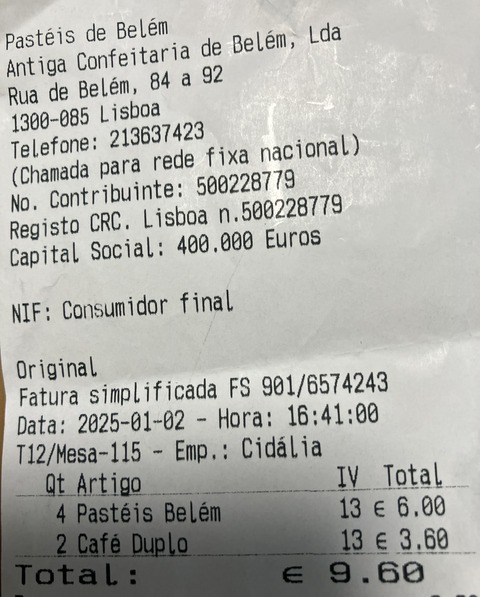 Pastéis de Belém
Antiga Confeitaria de Belém, Lda
Rua de Belém, 84 a 92
1300-085 Lisboa
Telefone: 213637423
(Chamada para rede fixa nacional)
No. Contribuinte: 500228779
Registo CRC. Lisboa n.500228779
Capital Social: 400.000 Euros
NIF: Consumidor final
Original
Fatura simplificada FS 901/6574243
Data: 2025-01-02 - Hora: 16:41:00
T12/Mesa-115 - Emp.: Cidália
Qt Artigo IV Total
4 Pastéis Belém 13 € 6.00
2 Café Duplo 13 € 3.60
Total: € 9.60